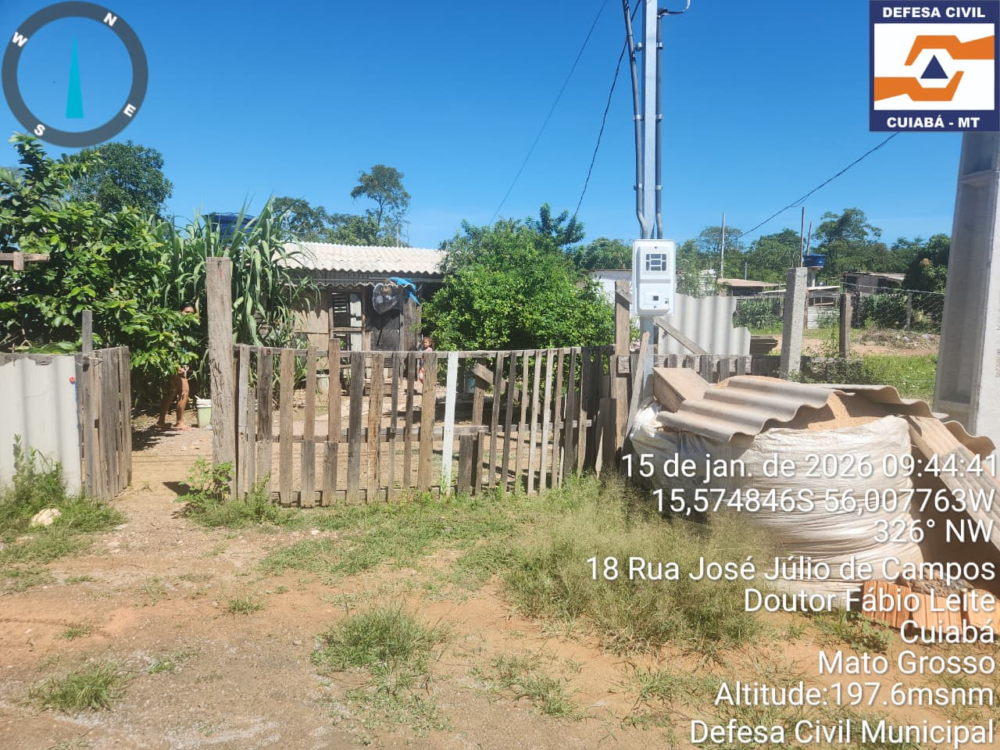 N
W
E
S
DEFESA CIVIL
CUIABÁ - MT
15 de jan. de 2026 09:44:41
15,574846S 56,007763W
326° NW
18 Rua José Júlio de Campos
Doutor Fábio Leite
Cuiabá
Mato Grosso
Altitude:197.6msnm
Defesa Civil Municipal